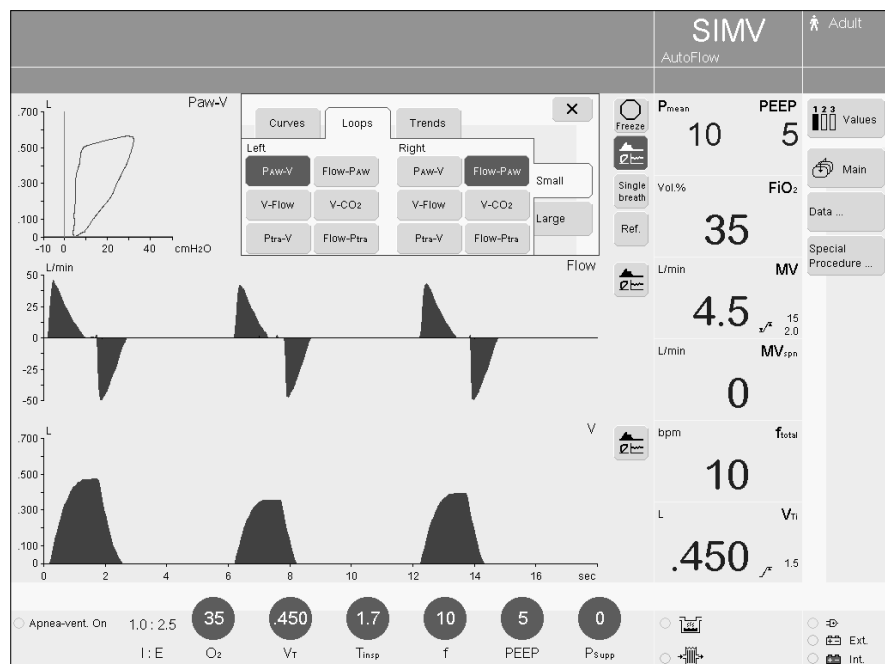 SIMV
AutoFlow
Adult
Paw-V
L
.700
.500
.300
.100
0
-10 0 20 40 cmH2O
Curves Loops Trends
Left Right
PAW-V Flow-PAW PAW-V Flow-PAW
V-Flow V-CO2 V-Flow V-CO2
Ptra-V Flow-Ptra Ptra-V Flow-Ptra
Small
Large
Freeze
Single
breath
Ref.
Pmean PEEP
10 5
Vol.% FiO2
35
L/min MV
4.5 15
2.0
L/min MVspn
0
bpm ftotal
10
L VTi
.450 1.5
1 2 3
Values
Main
Data ...
Special
Procedure ...
L/min Flow
50
25
0
-25
-50
L V
.700
.500
.300
.100
0
0 2 4 6 8 10 12 14 16 sec
Apnea-vent. On 1.0 : 2.5 35 .450 1.7 10 5 0
I : E O2 VT Tinsp f PEEP PSupp
Ext.
Int.